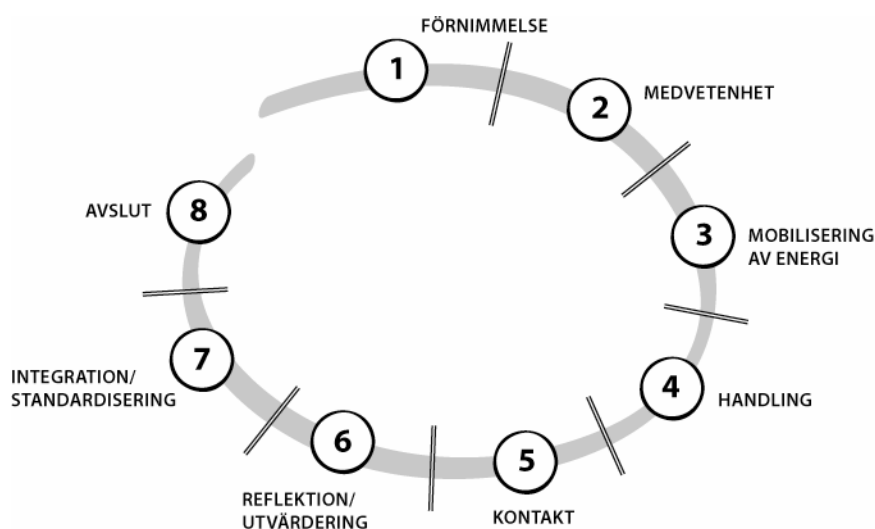 1
FÖRNIMMELSE
2
MEDVETENHET
3
MOBILISERING
AV ENERGI
4
HANDLING
5
KONTAKT
6
REFLEKTION/
UTVÄRDERING
7
INTEGRATION/
STANDARDISERING
8
AVSLUT